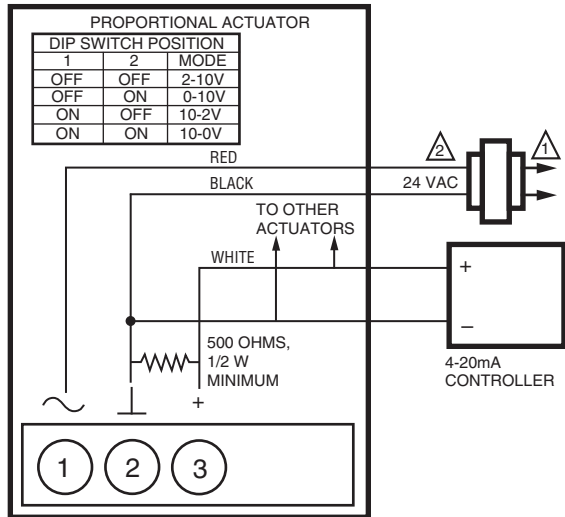 PROPORTIONAL ACTUATOR
DIP SWITCH POSITION
1 2 MODE
OFF OFF 2-10V
OFF ON 0-10V
ON OFF 10-2V
ON ON 10-0V
RED
2
1
BLACK
24 VAC
TO OTHER
ACTUATORS
WHITE
+
–
500 OHMS,
1/2 W
MINIMUM
+
4-20mA
CONTROLLER
1 2 3